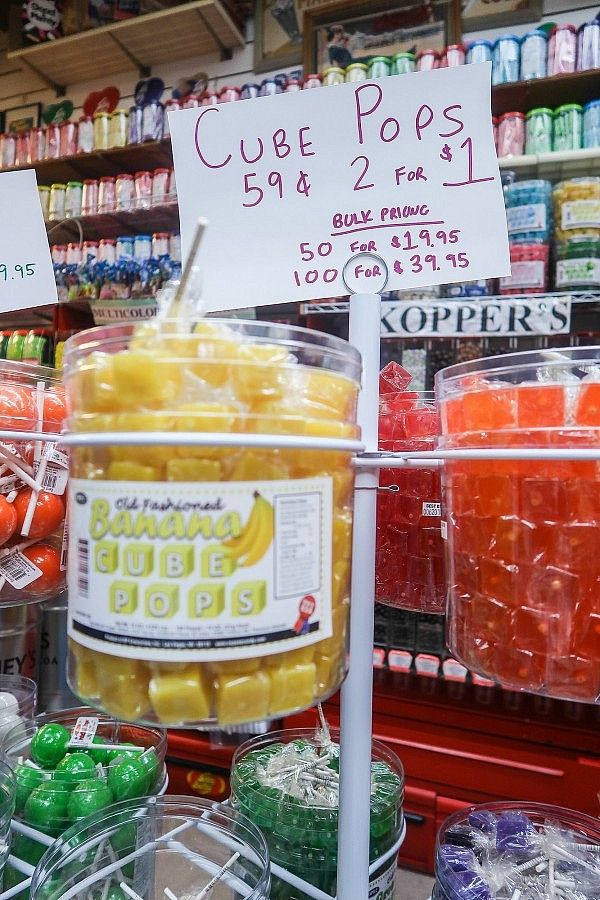 CUBE POPS
59¢ 2 FOR $1
BULK PRICING
50 FOR $19.95
100 FOR $39.95
9.95
MULTICOLOR
KOPPER'S
Old Fashioned
Banana
CUBE
POPS